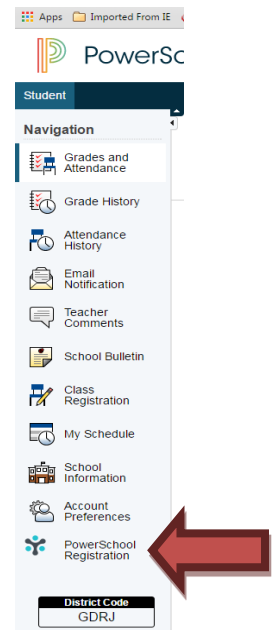 Apps Imported From IE
PowerSc
Student
Navigation
Grades and
Attendance
Grade History
Attendance
History
Email
Notification
Teacher
Comments
School Bulletin
Class
Registration
My Schedule
School
Information
Account
Preferences
PowerSchool
Registration
District Code
GDRJ